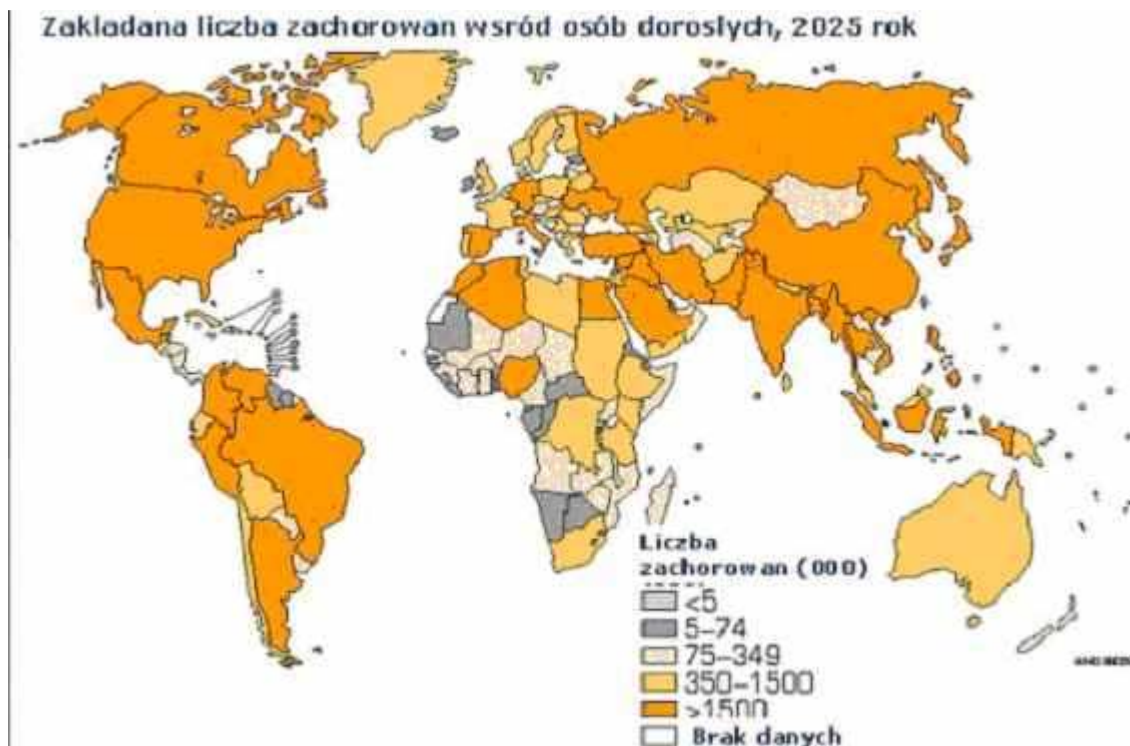 Zakladana liczba zachorowan wsród osób doroslych, 2025 rok
Liczba
zachorowan (000)
<5
5-74
75-349
350-1500
>1500
Brak danych